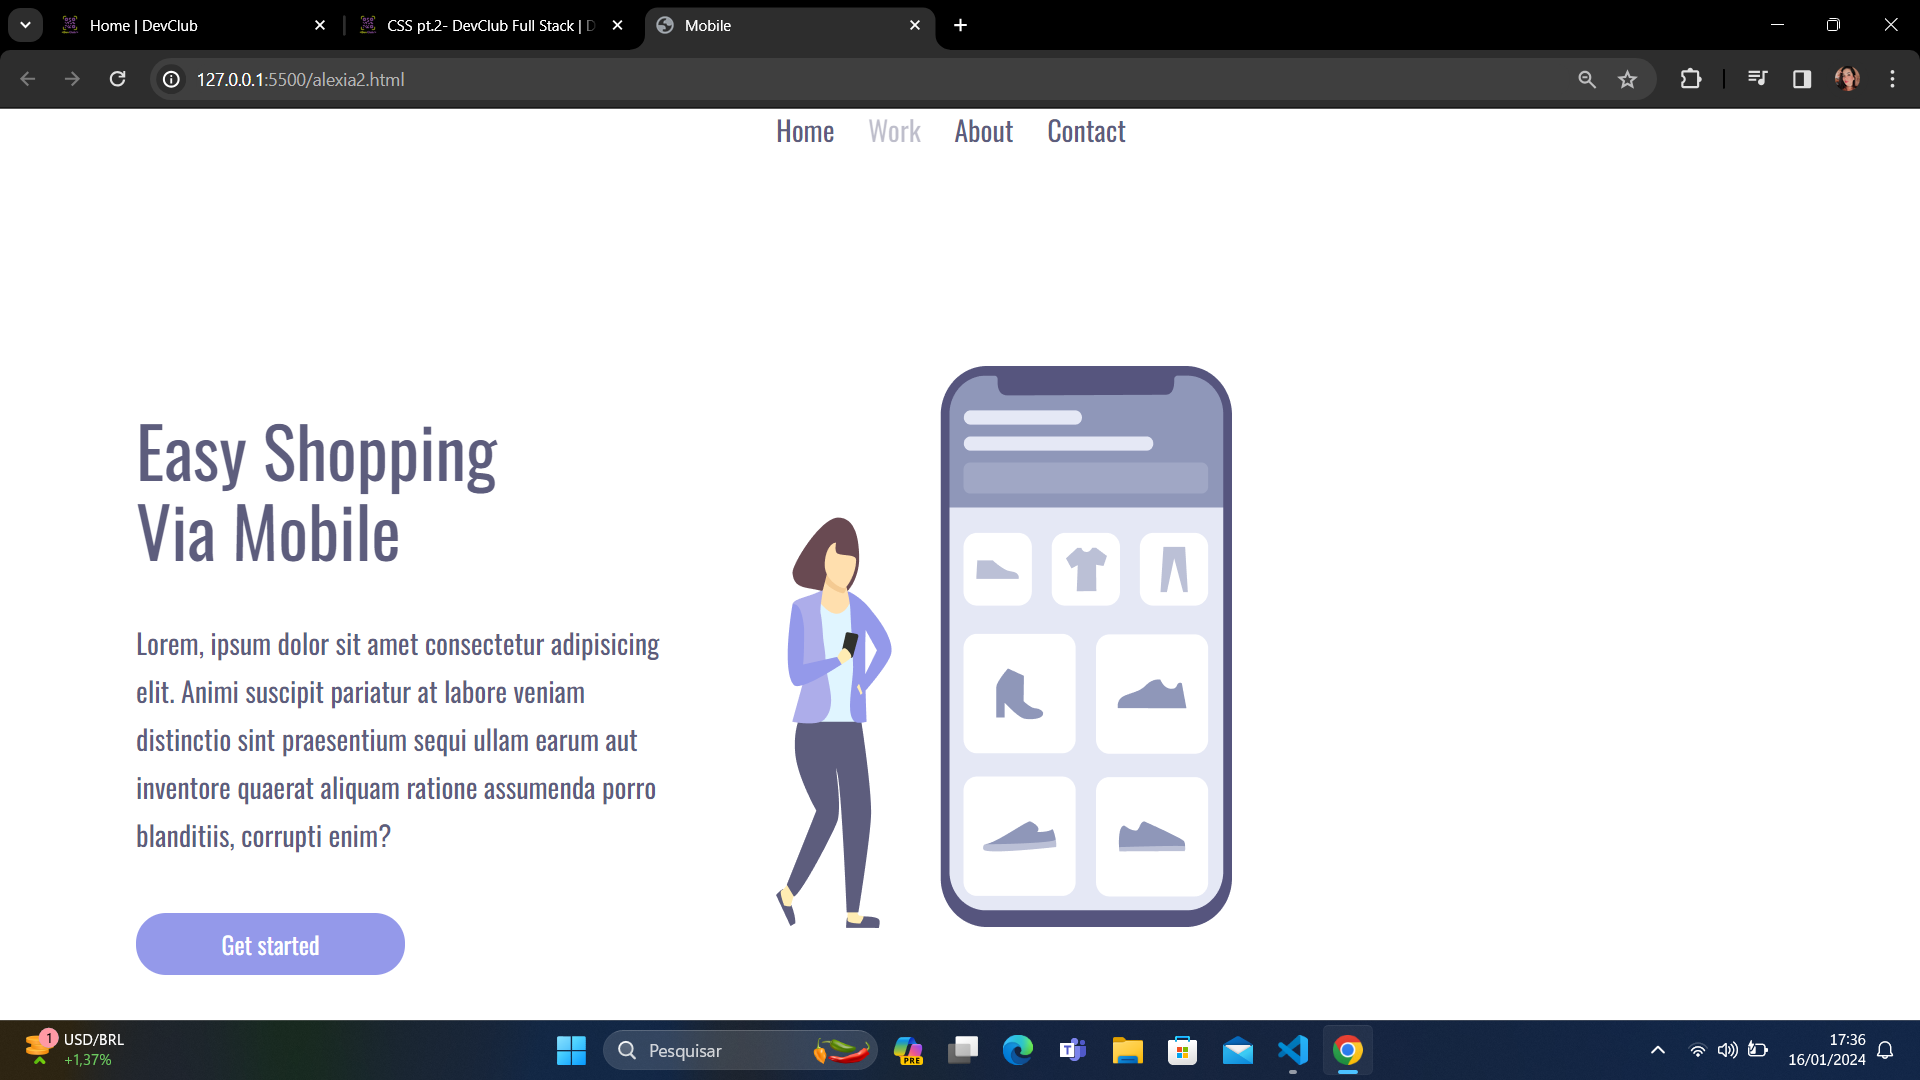 Home | DevClub
CSS pt.2- DevClub Full Stack | D
Mobile
127.0.0.1:5500/alexia2.html
Home Work About Contact
Easy Shopping
Via Mobile
Lorem, ipsum dolor sit amet consectetur adipisicing
elit. Animi suscipit pariatur at labore veniam
distinctio sint praesentium sequi ullam earum aut
inventore quaerat aliquam ratione assumenda porro
blanditiis, corrupti enim?
Get started
1
USD/BRL
+1,37%
Pesquisar
PRE
17:36
16/01/2024